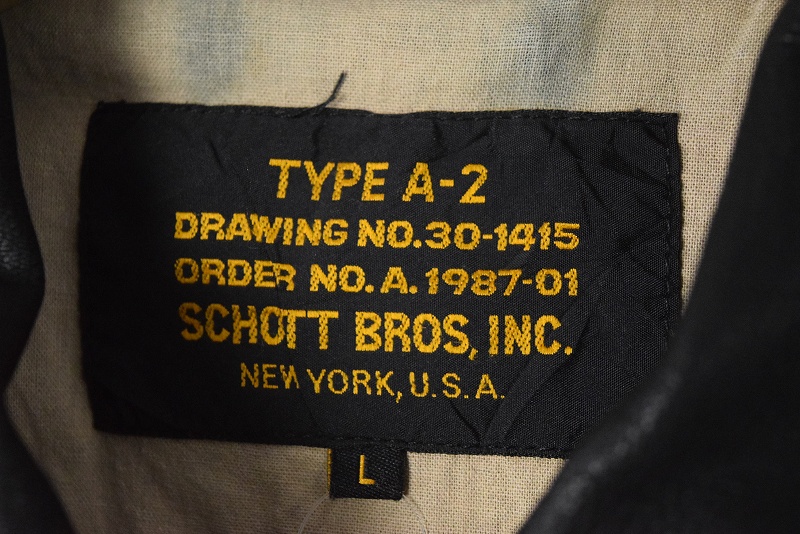 TYPE A-2
DRAWING NO.30-1415
ORDER NO.A.1987-01
SCHOTT BROS, INC.
NEW YORK, U.S.A.
L